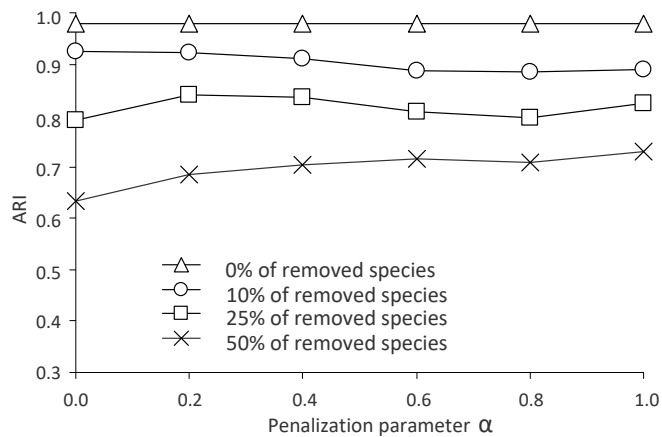 1.0
0.9
0.8
0.7
0.6
0.5
0.4
0.3
ARI
0% of removed species
10% of removed species
25% of removed species
50% of removed species
0.0 0.2 0.4 0.6 0.8 1.0
Penalization parameter α